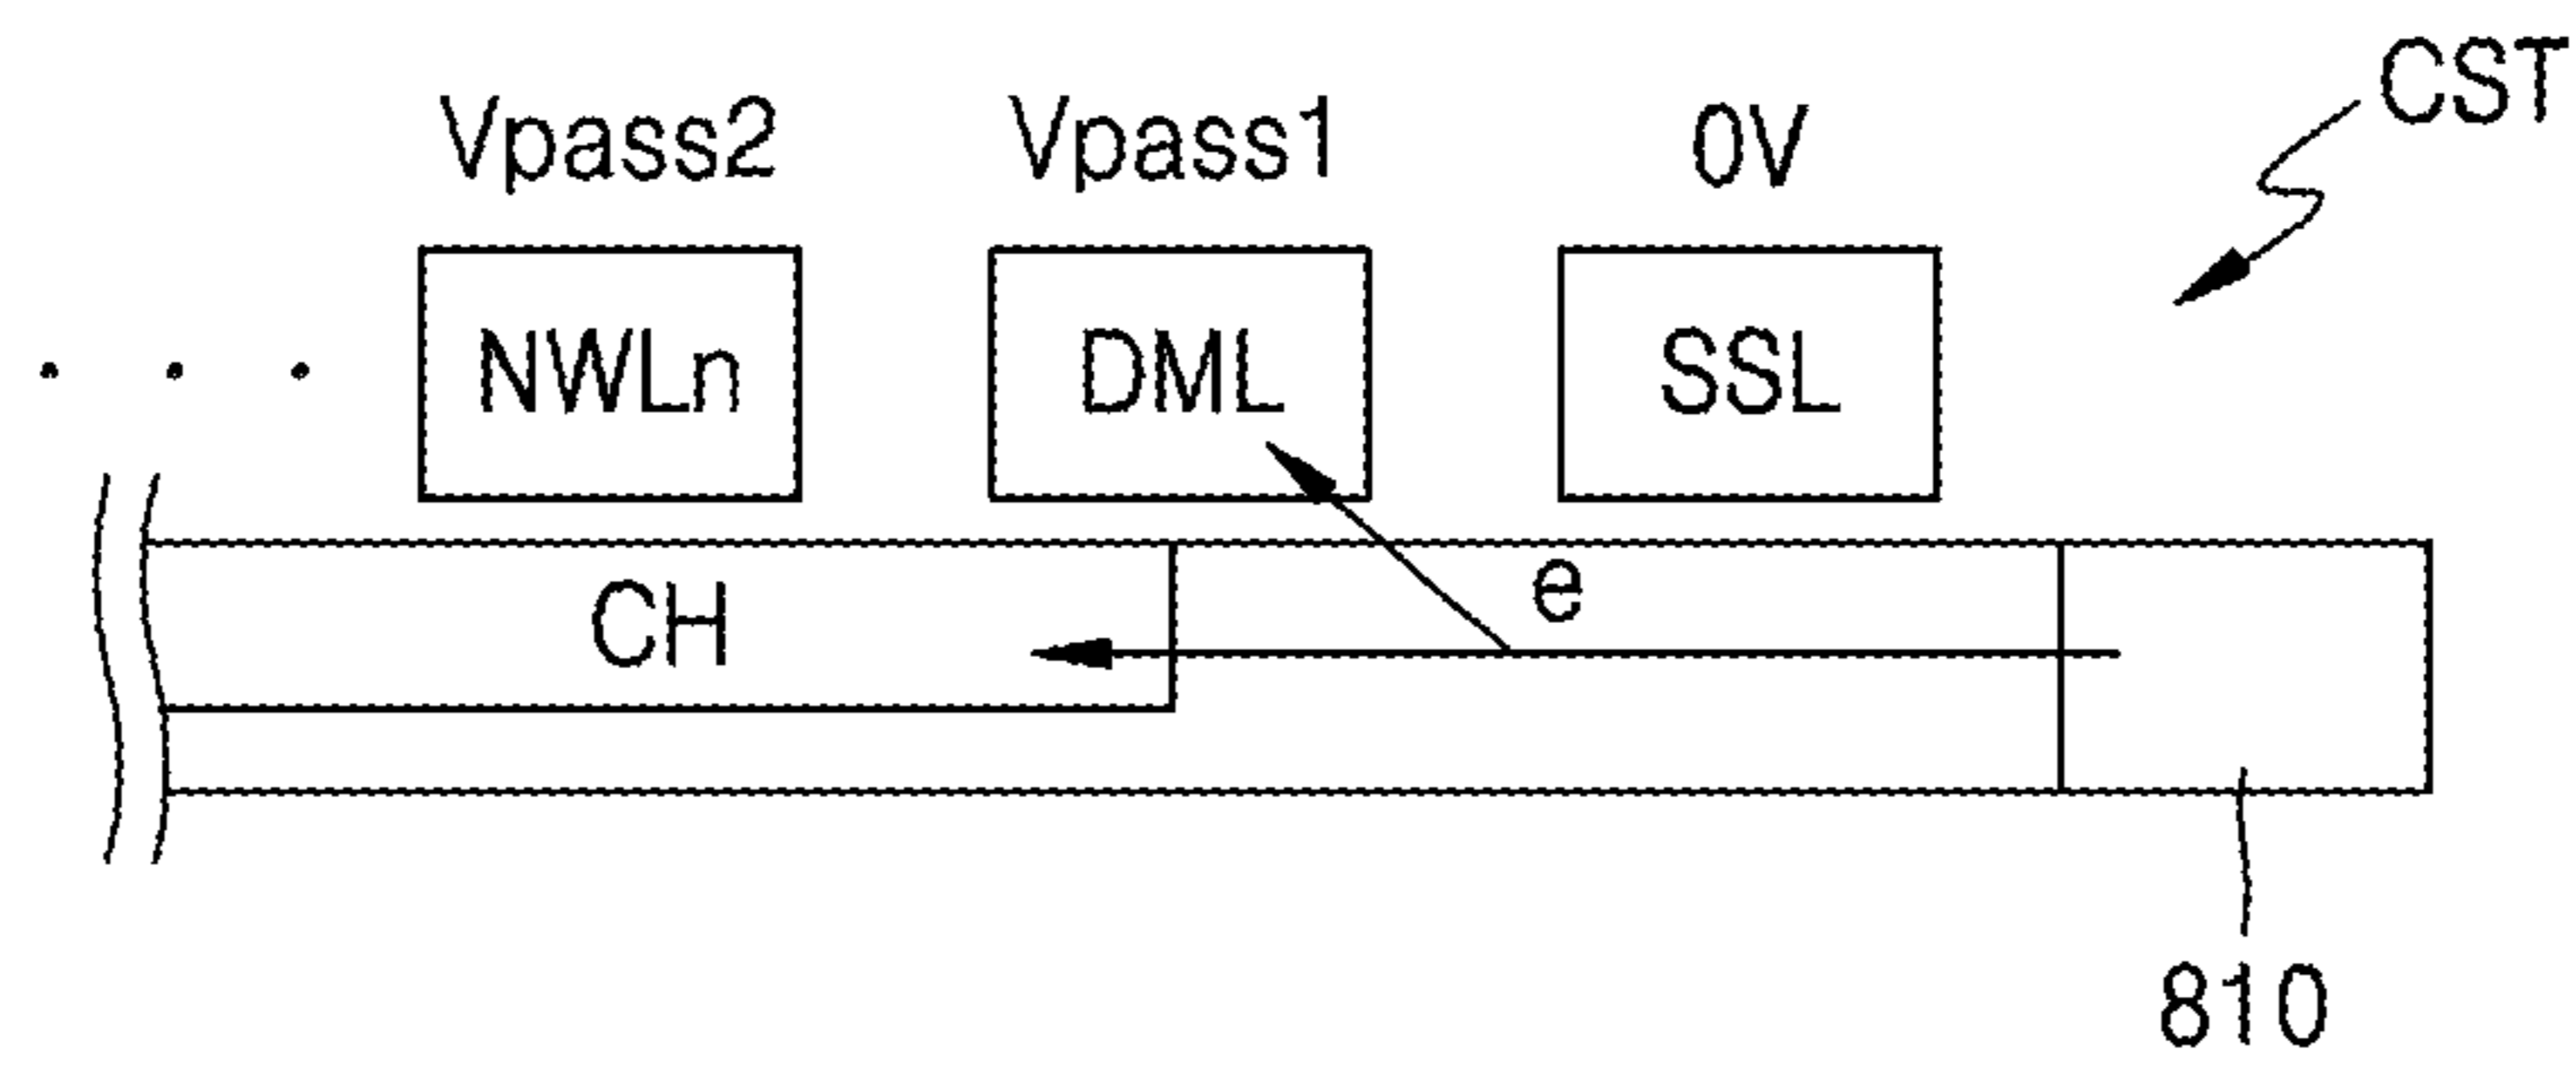 CST
Vpass2 Vpass1 0V
. . . NWLn DML SSL
CH e
810